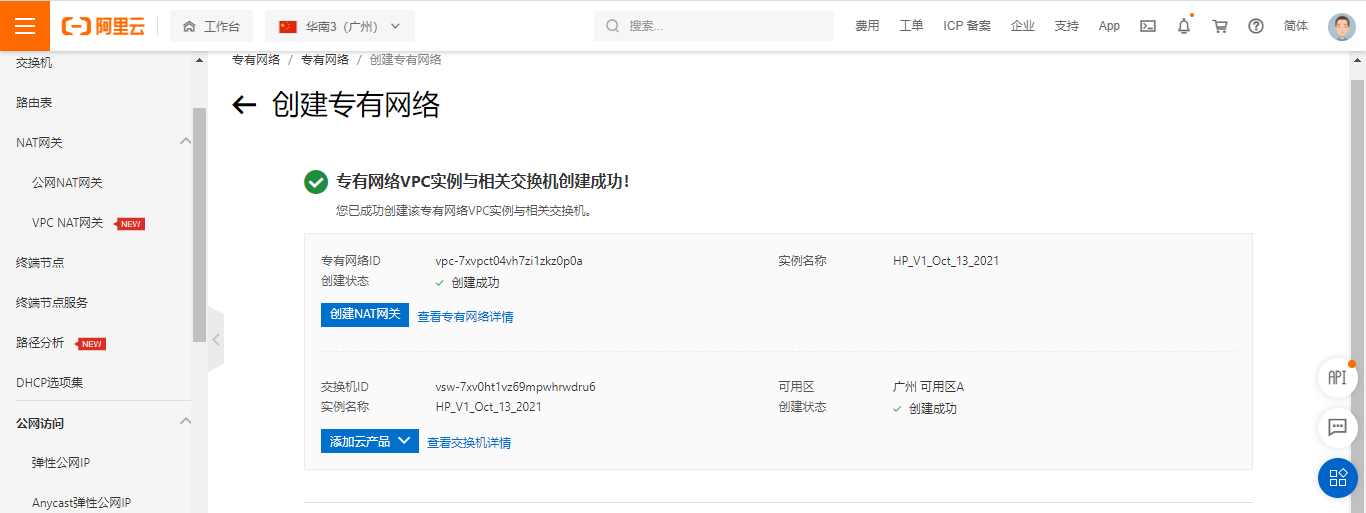 阿里云
工作台
华南3（广州）
搜索...
费用
工单
ICP 备案
企业
支持
App
简体
交换机
路由表
NAT网关
公网NAT网关
VPC NAT网关 NEW
终端节点
终端节点服务
路径分析 NEW
DHCP选项集
公网访问
弹性公网IP
Anycast弹性公网IP
专有网络 / 专有网络 / 创建专有网络
创建专有网络
专有网络VPC实例与相关交换机创建成功！
您已成功创建该专有网络VPC实例与相关交换机。
专有网络ID vpc-7xvpct04vh7zi1zkz0p0a 实例名称 HP_V1_Oct_13_2021
创建状态 创建成功
创建NAT网关 查看专有网络详情
交换机ID vsw-7xv0ht1vz69mpwhrwdru6 可用区 广州 可用区A
实例名称 HP_V1_Oct_13_2021 创建状态 创建成功
添加云产品 查看交换机详情
API